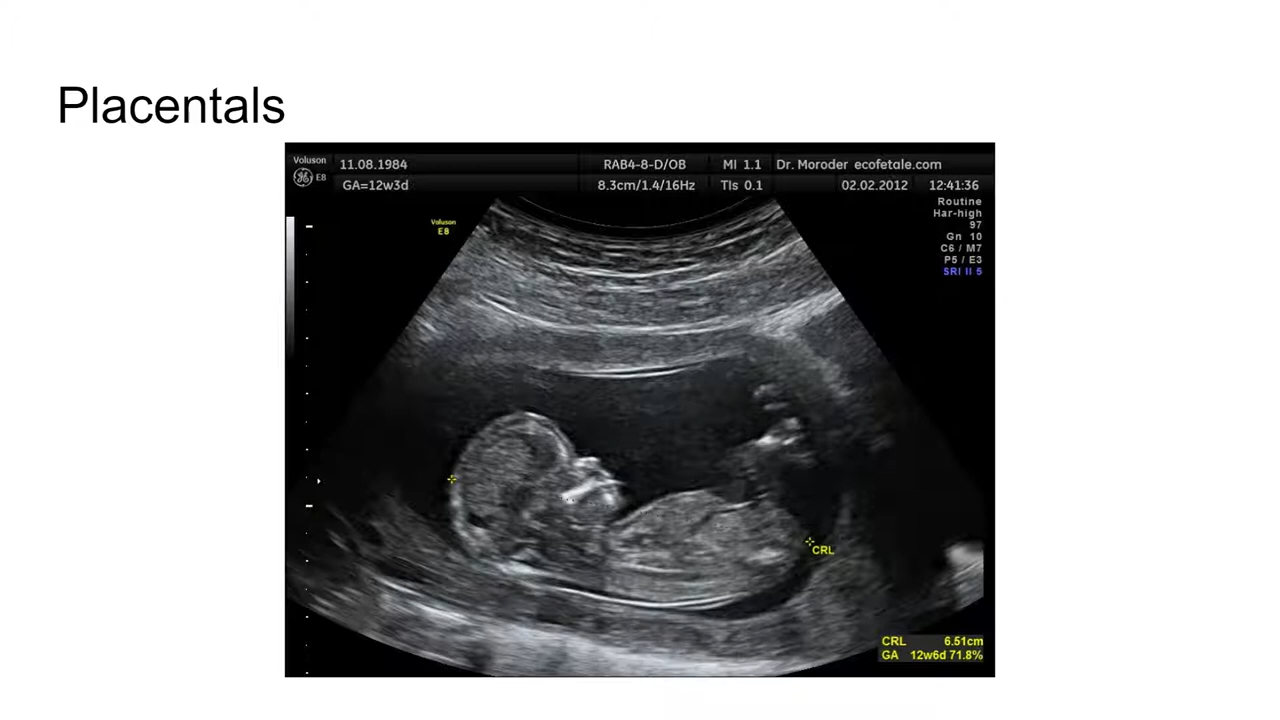 Placentals
Voluson
E8
11.08.1984
RAB4-8-D/OB
MI 1.1
Dr. Moroder ecofetale.com
GA=12w3d
8.3cm/1.4/16Hz
TIs 0.1
02.02.2012
12:41:36
Routine
Har-high
97
Gn 10
C6 / M7
P5 / E3
SRI II 5
Voluson
E8
CRL
CRL 6.51cm
GA 12w6d 71.8%